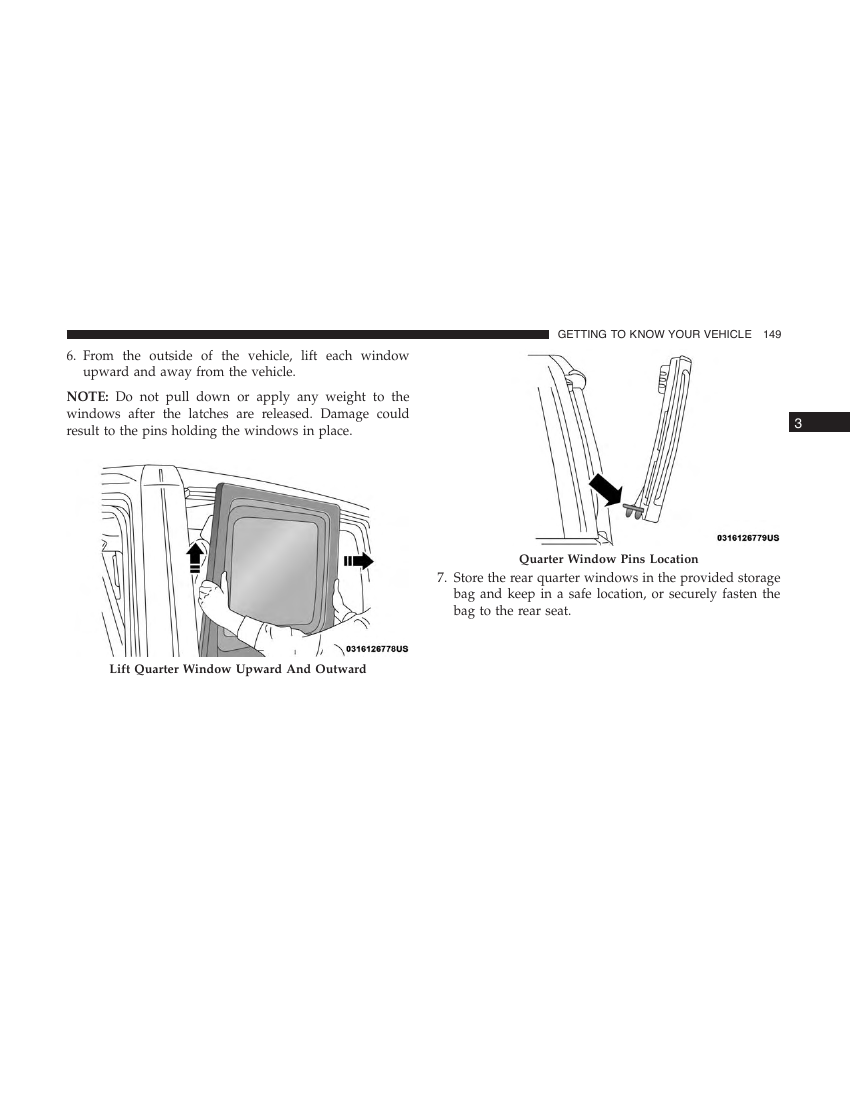 GETTING TO KNOW YOUR VEHICLE 149
6. From the outside of the vehicle, lift each window
upward and away from the vehicle.
NOTE: Do not pull down or apply any weight to the
windows after the latches are released. Damage could
result to the pins holding the windows in place.
0316126778US
Lift Quarter Window Upward And Outward
0316126779US
Quarter Window Pins Location
7. Store the rear quarter windows in the provided storage
bag and keep in a safe location, or securely fasten the
bag to the rear seat.
3